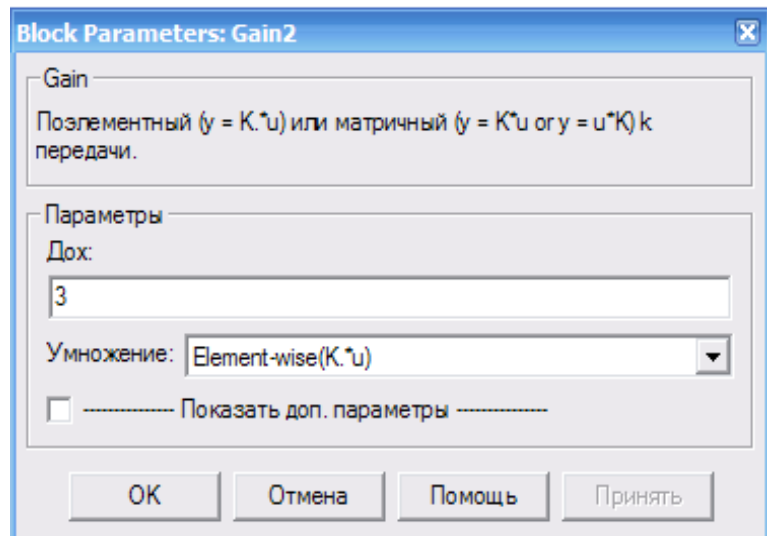 Block Parameters: Gain2
Gain
Поэлементный (y = K.*u) или матричный (y = K*u or y = u*K) k
передачи.
Параметры
Дох:
3
Умножение: Element-wise(K.*u)
--------------- Показать доп. параметры ---------------
OK Отмена Помощь Принять